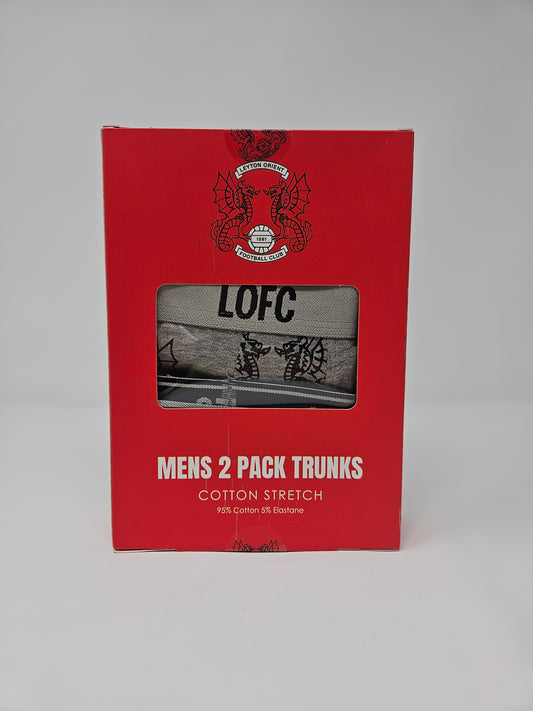 LEYTON ORIENT
1881
FOOTBALL CLUB
LOFC
MENS 2 PACK TRUNKS
COTTON STRETCH
95% Cotton 5% Elastane